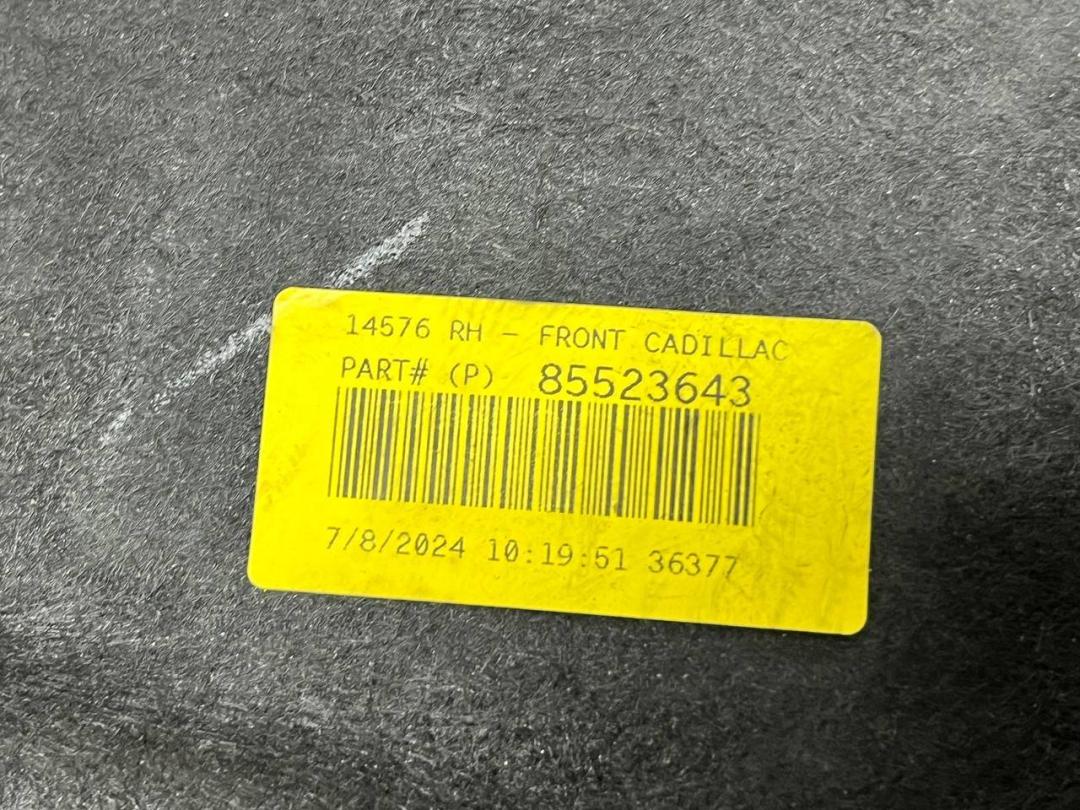 14576 RH - FRONT CADILLAC
PART# (P) 85523643
7/8/2024 10:19:51 36377